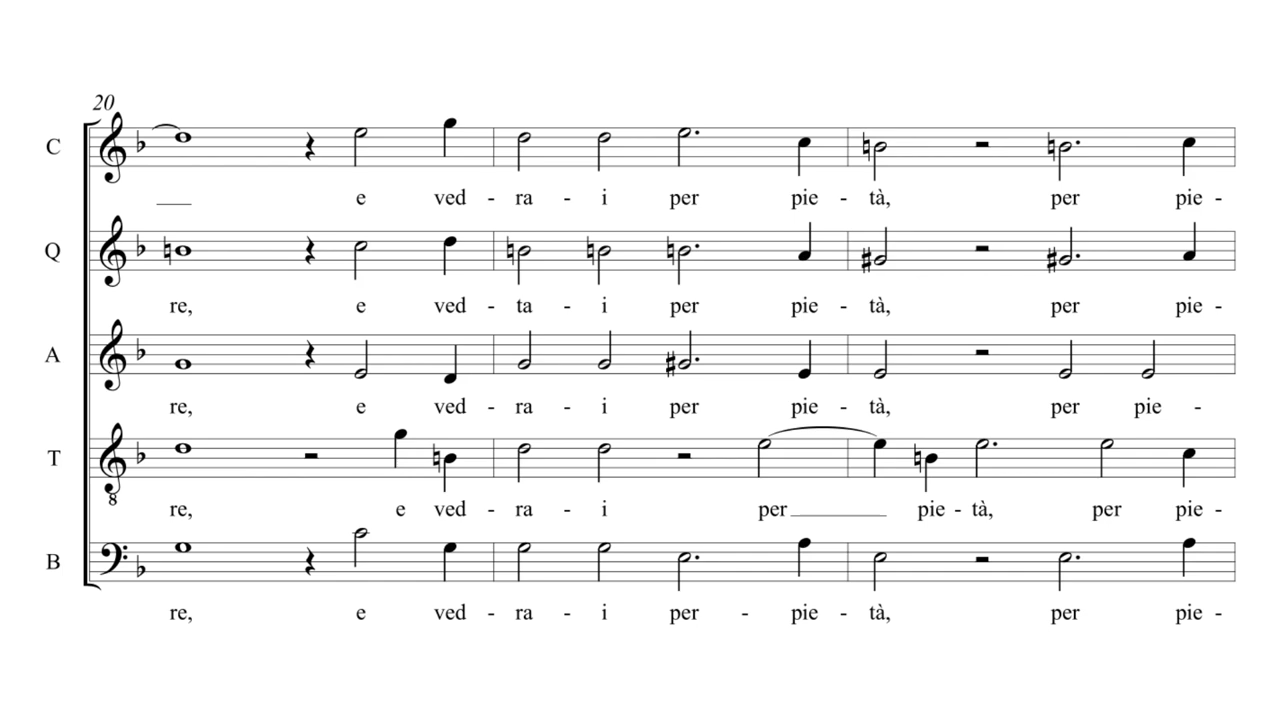 20
C
e ved - ra - i per pie - tà, per pie -
Q
re, e ved - ta - i per pie - tà, per pie -
A
re, e ved - ra - i per pie - tà, per pie -
T
8
re, e ved - ra - i per pie - tà, per pie -
B
re, e ved - ra - i per - pie - tà, per pie -